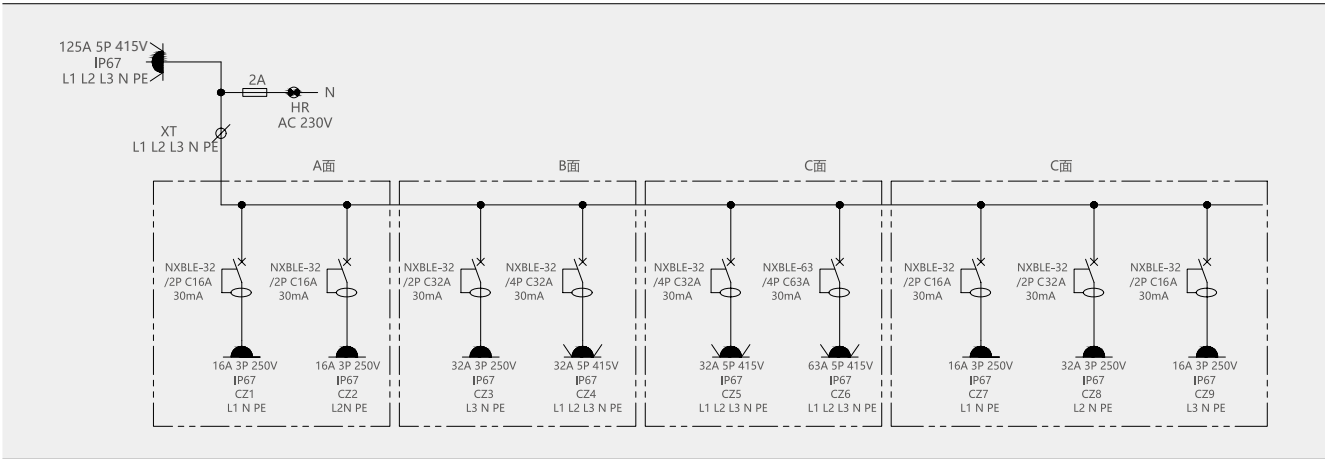 125A 5P 415V
IP67
L1 L2 L3 N PE
2A
N
HR
AC 230V
XT
L1 L2 L3 N PE
A面
B面
C面
C面
NXBLE-32
/2P C16A
30mA
NXBLE-32
/2P C16A
30mA
NXBLE-32
/2P C32A
30mA
NXBLE-32
/4P C32A
30mA
NXBLE-32
/4P C32A
30mA
NXBLE-63
/4P C63A
30mA
NXBLE-32
/2P C16A
30mA
NXBLE-32
/2P C32A
30mA
NXBLE-32
/2P C16A
30mA
16A 3P 250V
IP67
CZ1
L1 N PE
16A 3P 250V
IP67
CZ2
L2N PE
32A 3P 250V
IP67
CZ3
L3 N PE
32A 5P 415V
IP67
CZ4
L1 L2 L3 N PE
32A 5P 415V
IP67
CZ5
L1 L2 L3 N PE
63A 5P 415V
IP67
CZ6
L1 L2 L3 N PE
16A 3P 250V
IP67
CZ7
L1 N PE
32A 3P 250V
IP67
CZ8
L2 N PE
16A 3P 250V
IP67
CZ9
L3 N PE